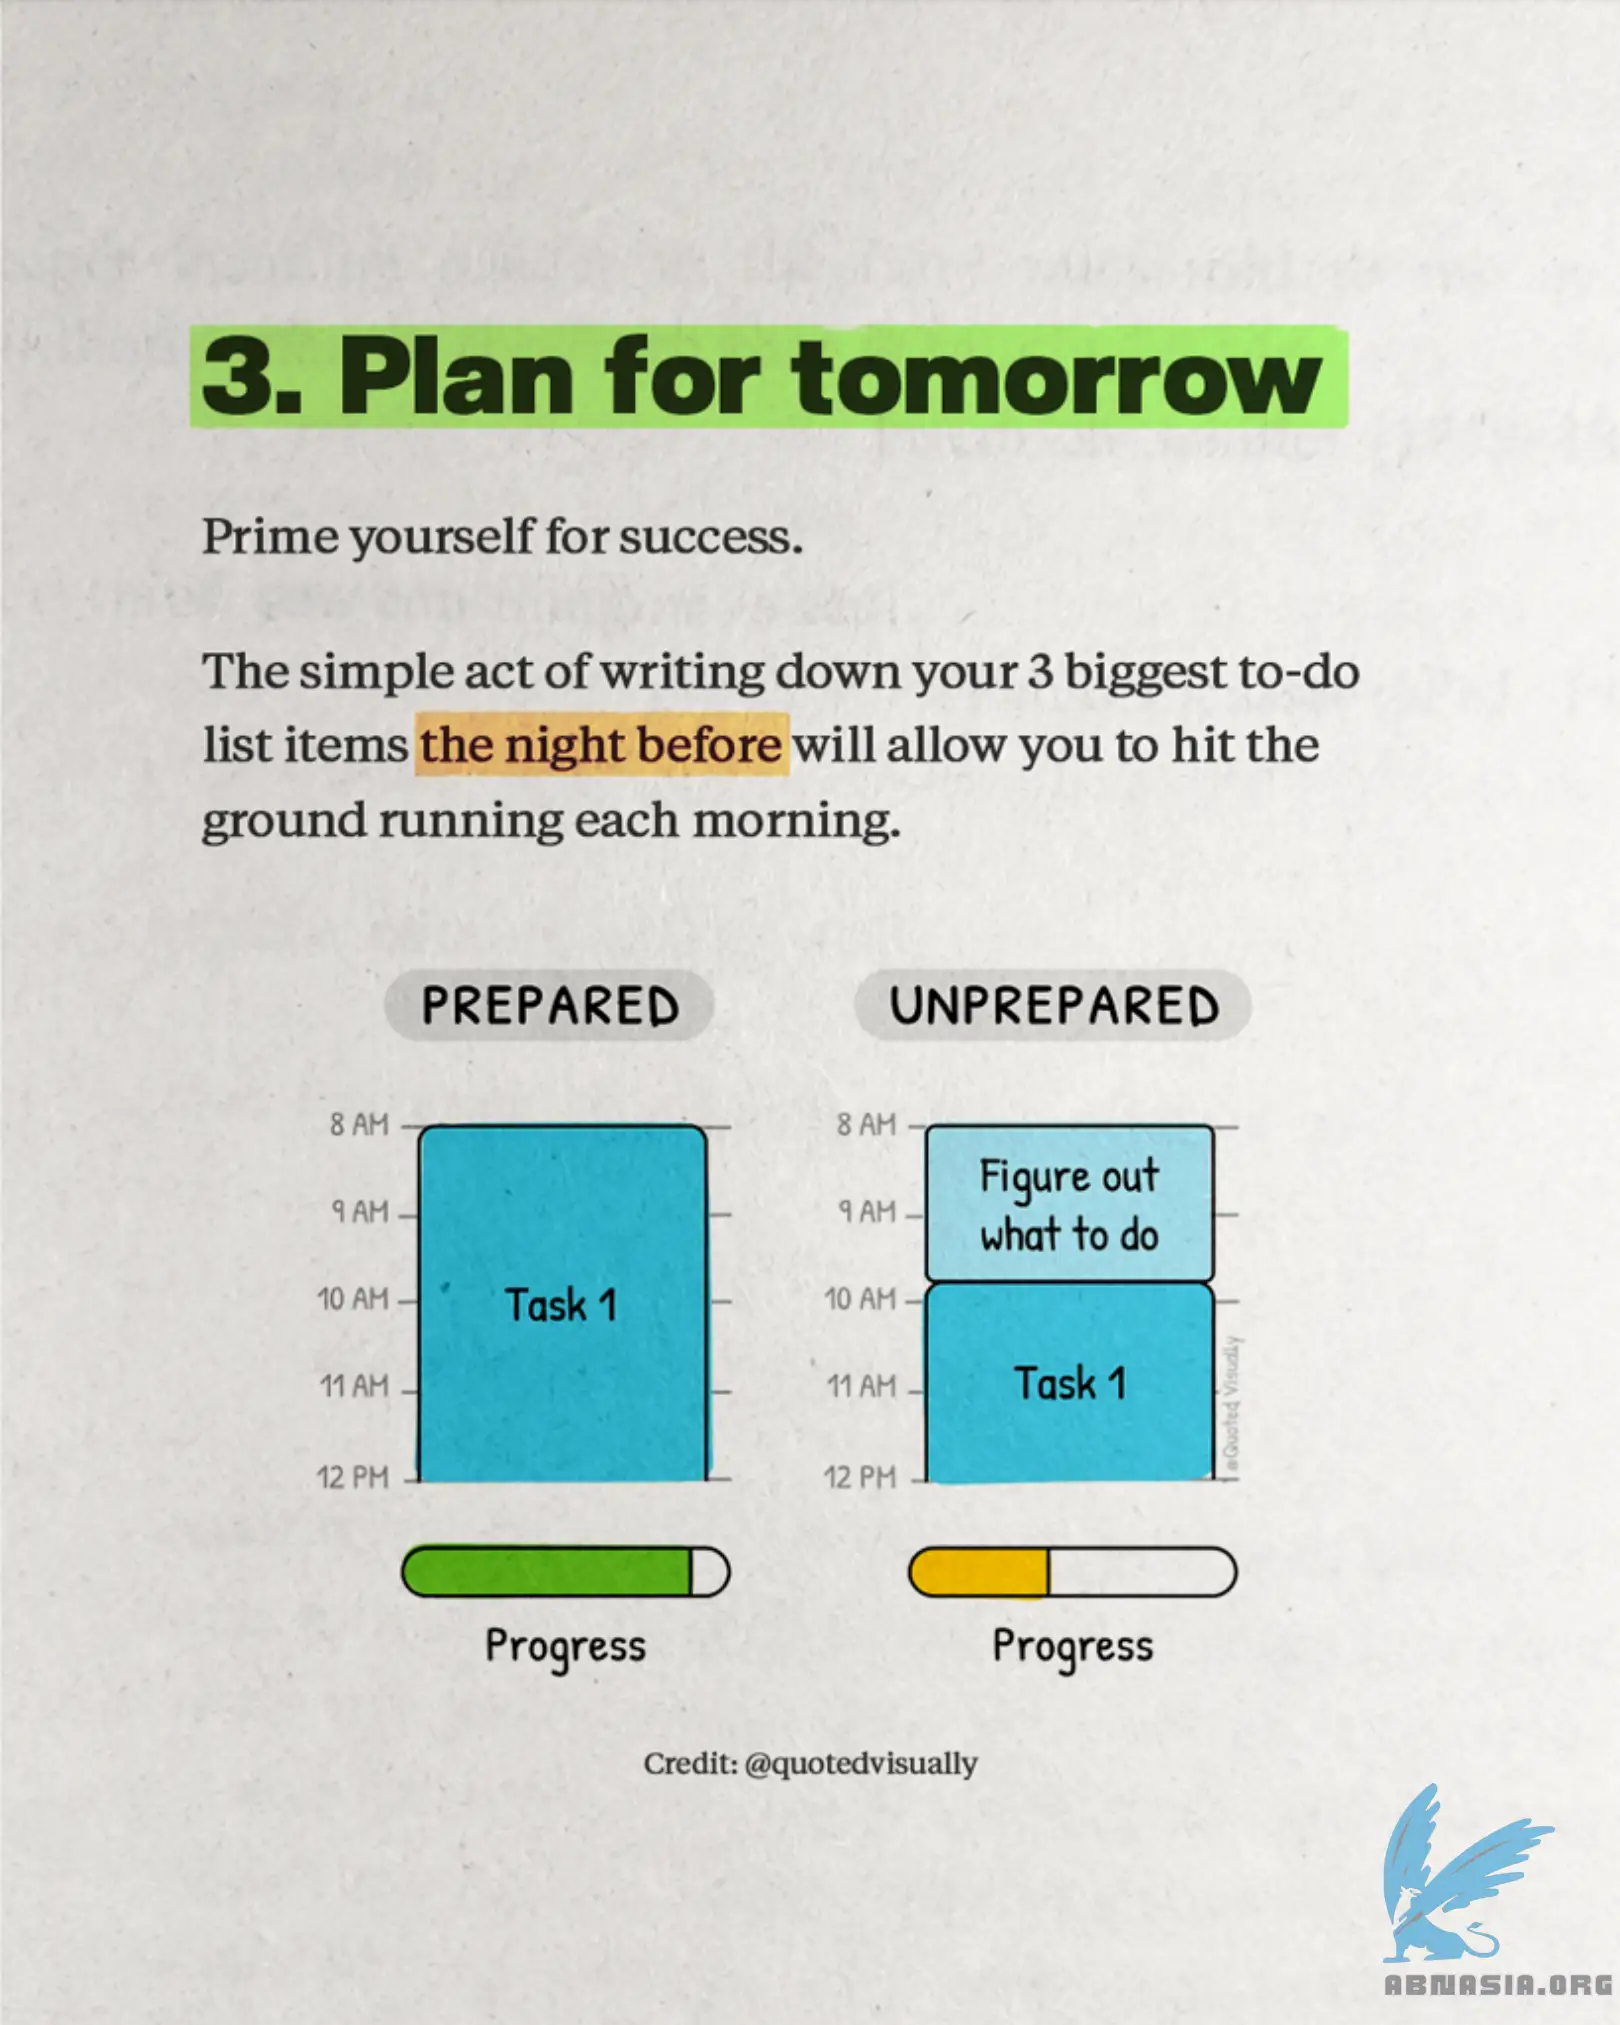 3. Plan for tomorrow
Prime yourself for success.
The simple act of writing down your 3 biggest to-do
list items the night before will allow you to hit the
ground running each morning.
PREPARED
8 AM
9 AM
10 AM
11 AM
12 PM
Task 1
Progress
UNPREPARED
8 AM
9 AM
10 AM
11 AM
12 PM
Figure out
what to do
Task 1
@Quoted Visually
Progress
Credit: @quotedvisually
ABNASIA.ORG